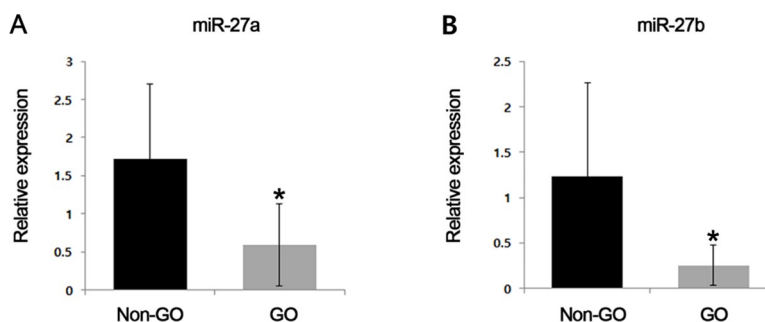 A
miR-27a
Relative expression
3
2.5
2
1.5
1
0.5
0
*
Non-GO
GO
B
miR-27b
Relative expression
2.5
2
1.5
1
0.5
0
*
Non-GO
GO